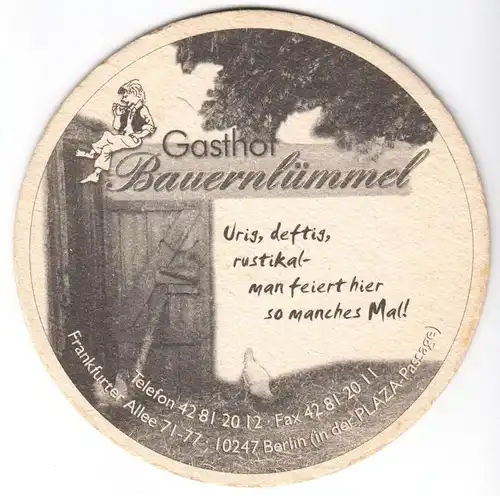 Gasthof
Bauernlümmel
Urig, deftig,
rustikal-
man feiert hier
so manches Mal!
Telefon 42 81 20 12 · Fax 42 81 20 11
Frankfurter Allee 71-77 · 10247 Berlin (in der PLAZA-Passage)